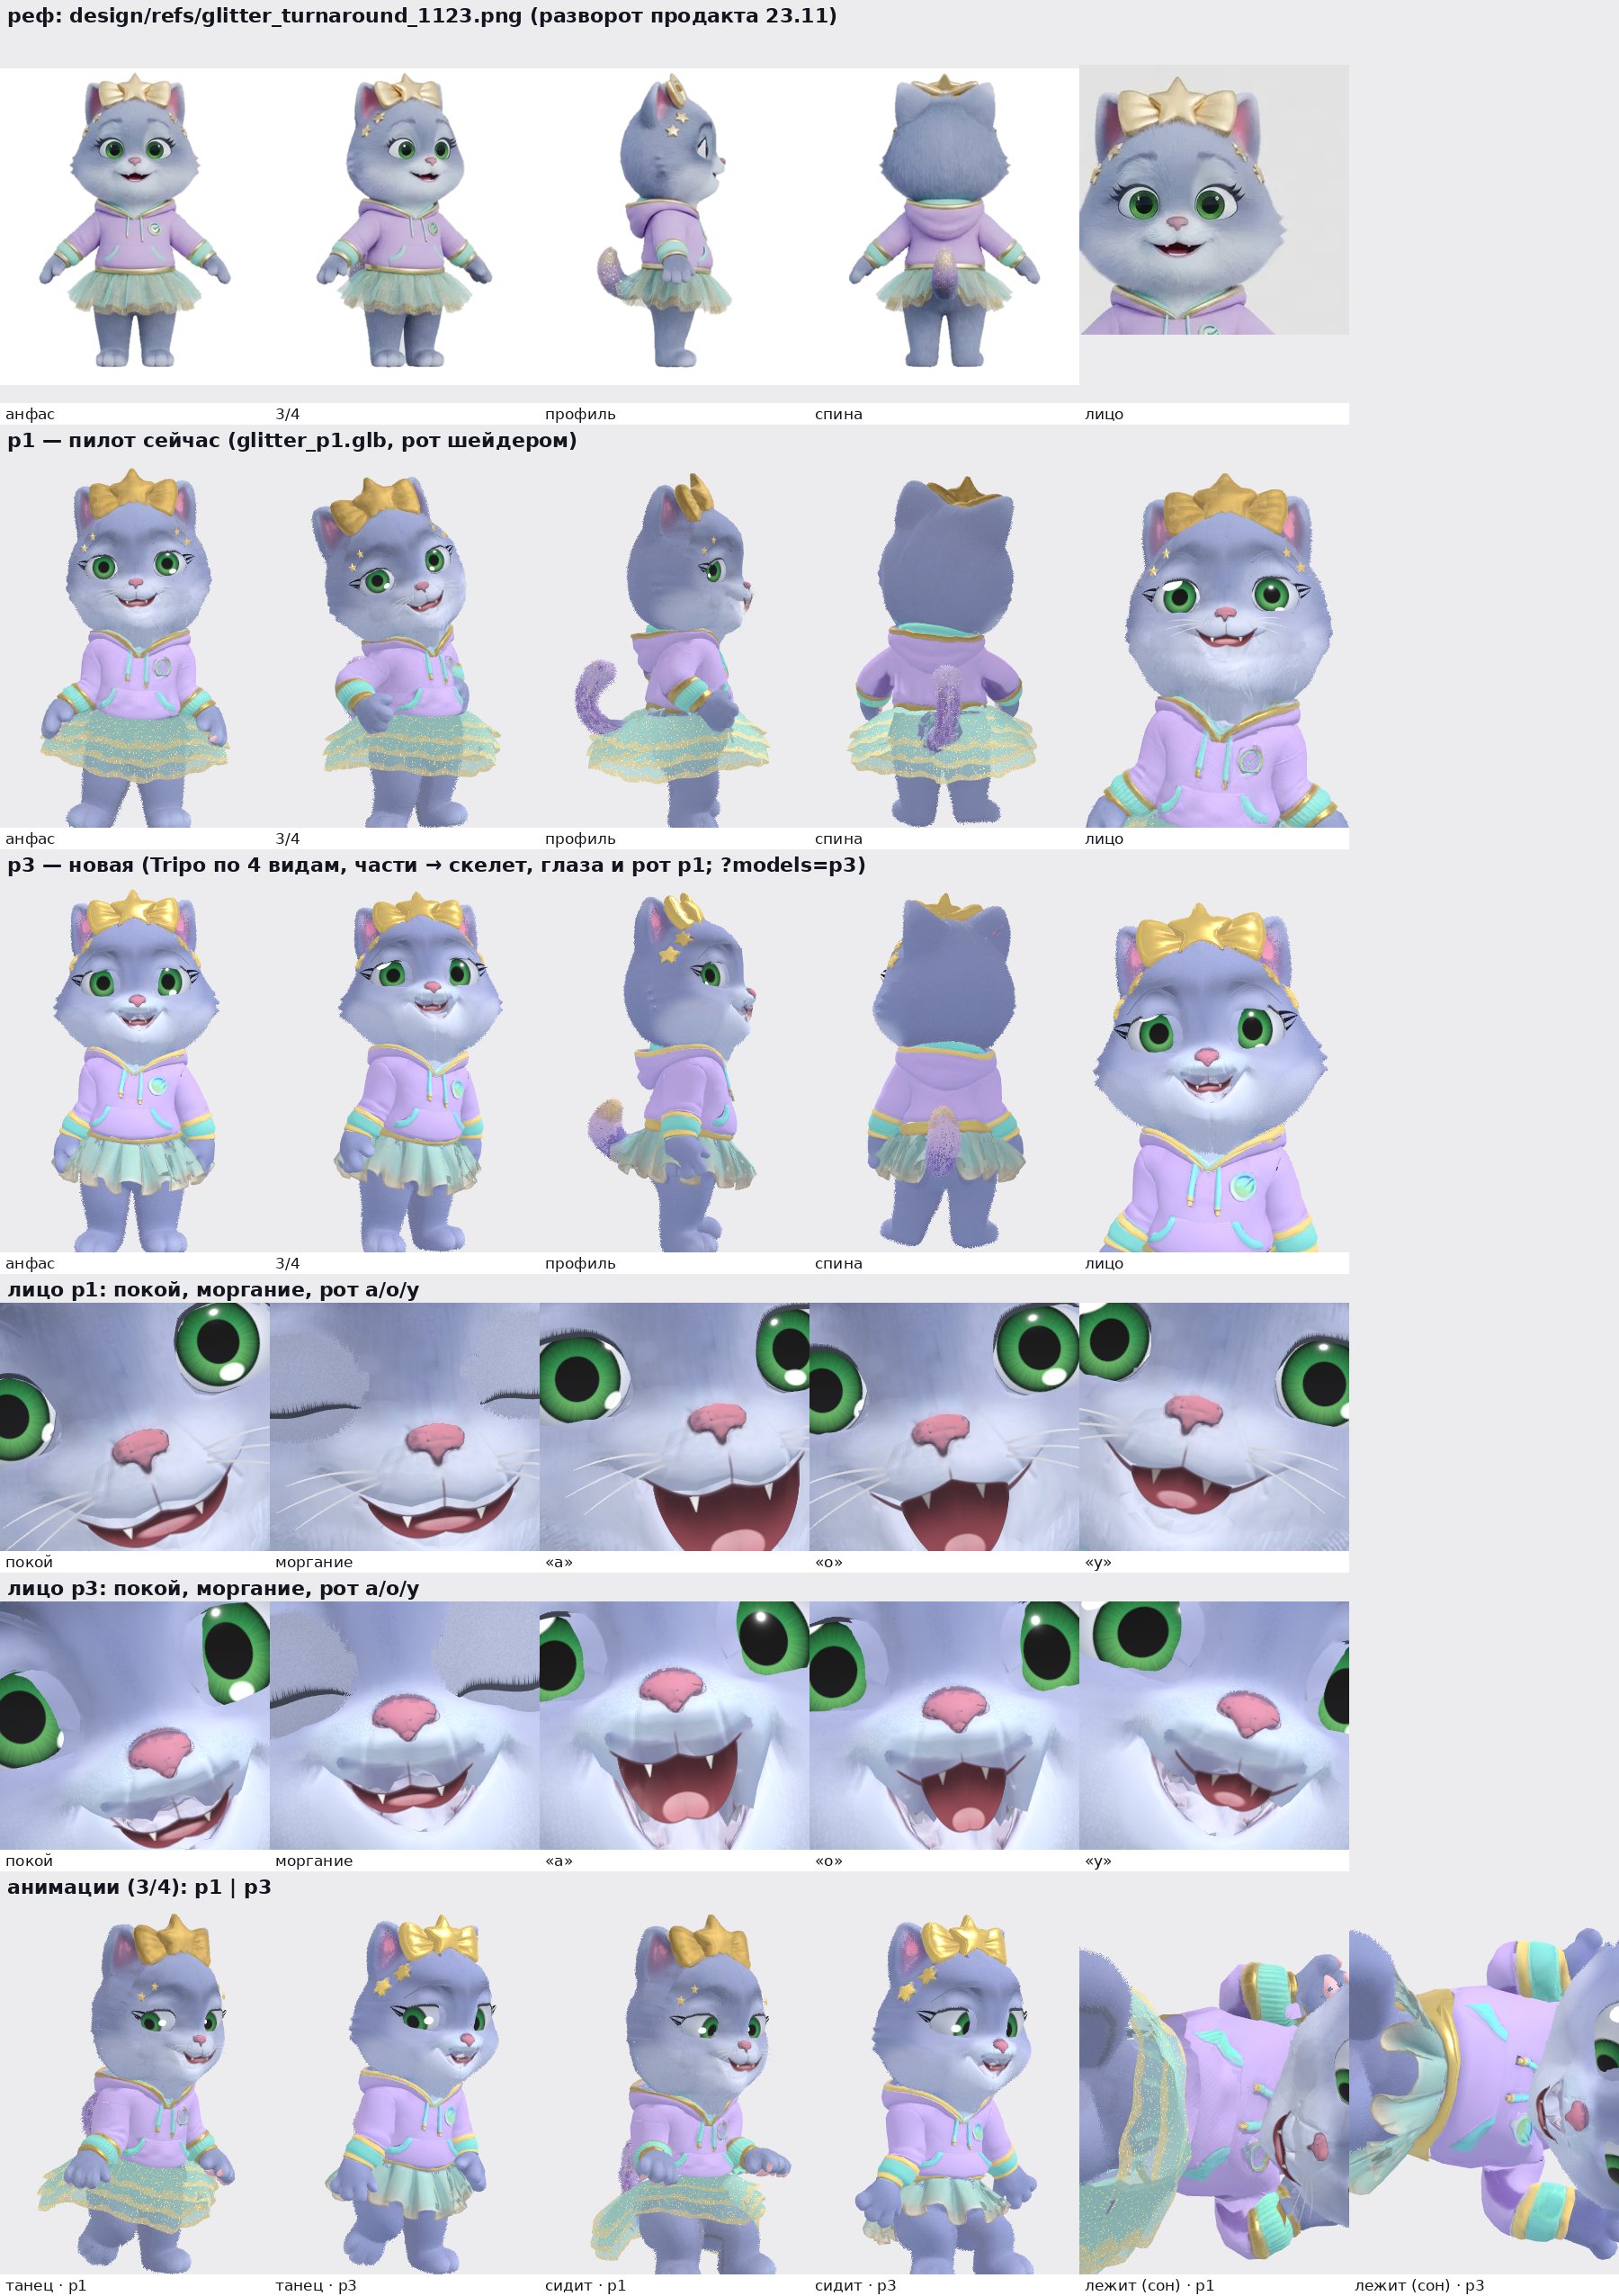 реф: design/refs/glitter_turnaround_1123.png (разворот продакта 23.11)
анфас 3/4 профиль спина лицо
p1 — пилот сейчас (glitter_p1.glb, рот шейдером)
анфас 3/4 профиль спина лицо
p3 — новая (Tripo по 4 видам, части → скелет, глаза и рот p1; ?models=p3)
анфас 3/4 профиль спина лицо
лицо p1: покой, моргание, рот а/о/у
покой моргание «а» «о» «у»
лицо p3: покой, моргание, рот а/о/у
покой моргание «а» «о» «у»
анимации (3/4): p1 | p3
танец · p1 танец · p3 сидит · p1 сидит · p3 лежит (сон) · p1 лежит (сон) · p3